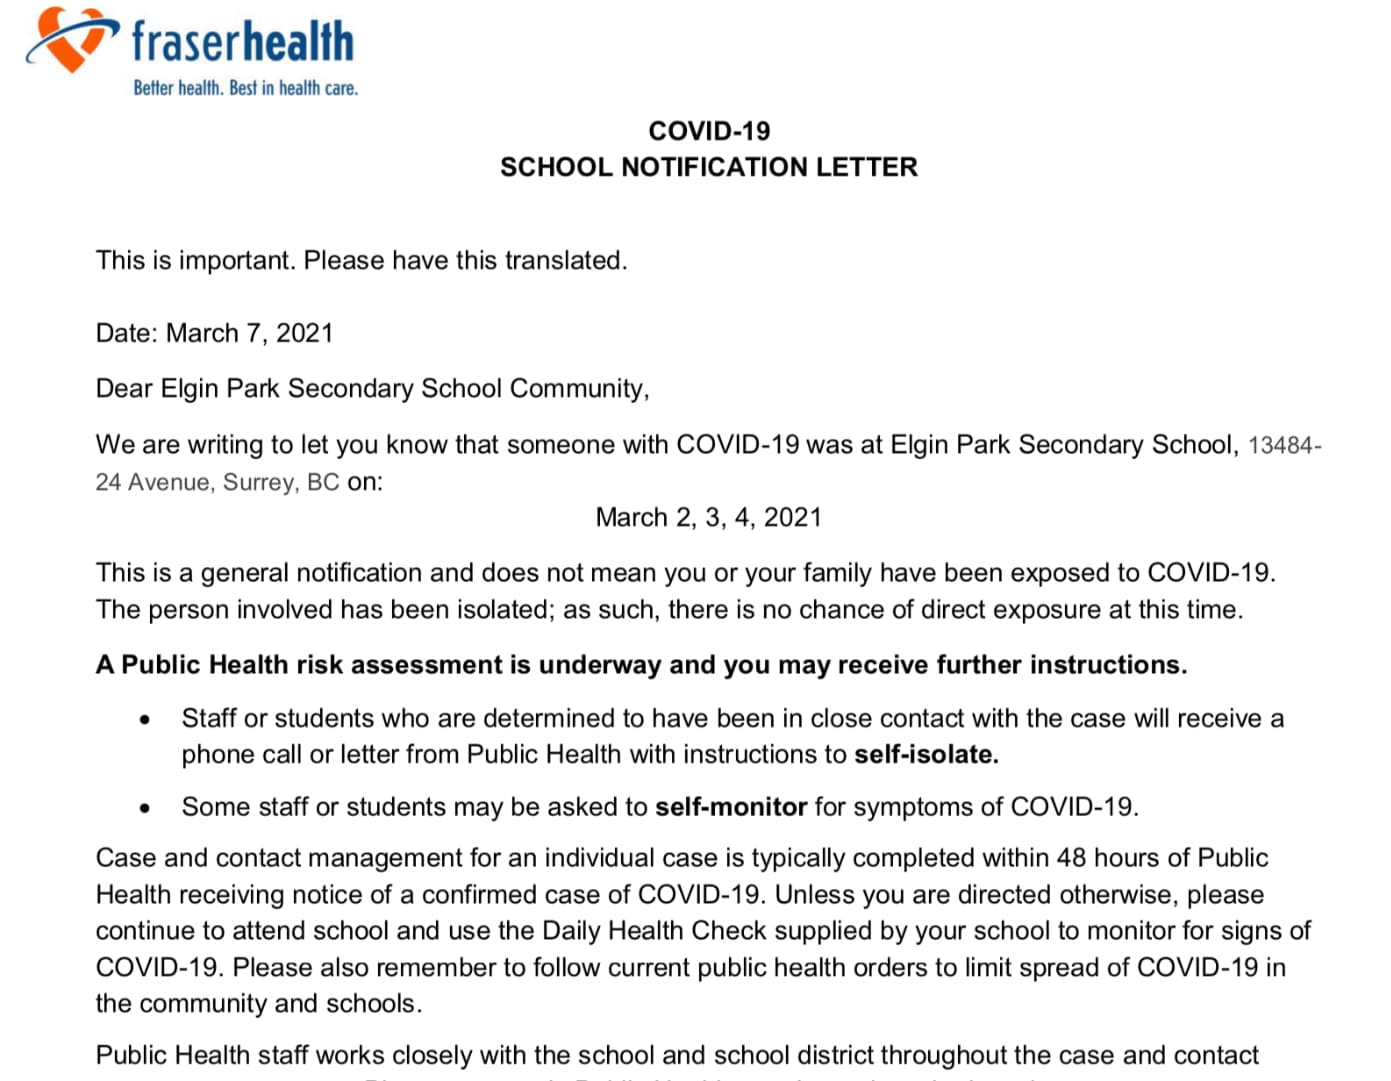 fraserhealth
Better health. Best in health care.
COVID-19
SCHOOL NOTIFICATION LETTER
This is important. Please have this translated.
Date: March 7, 2021
Dear Elgin Park Secondary School Community,
We are writing to let you know that someone with COVID-19 was at Elgin Park Secondary School, 13484-
24 Avenue, Surrey, BC on:
March 2, 3, 4, 2021
This is a general notification and does not mean you or your family have been exposed to COVID-19.
The person involved has been isolated; as such, there is no chance of direct exposure at this time.
A Public Health risk assessment is underway and you may receive further instructions.
• Staff or students who are determined to have been in close contact with the case will receive a
phone call or letter from Public Health with instructions to self-isolate.
• Some staff or students may be asked to self-monitor for symptoms of COVID-19.
Case and contact management for an individual case is typically completed within 48 hours of Public
Health receiving notice of a confirmed case of COVID-19. Unless you are directed otherwise, please
continue to attend school and use the Daily Health Check supplied by your school to monitor for signs of
COVID-19. Please also remember to follow current public health orders to limit spread of COVID-19 in
the community and schools.
Public Health staff works closely with the school and school district throughout the case and contact